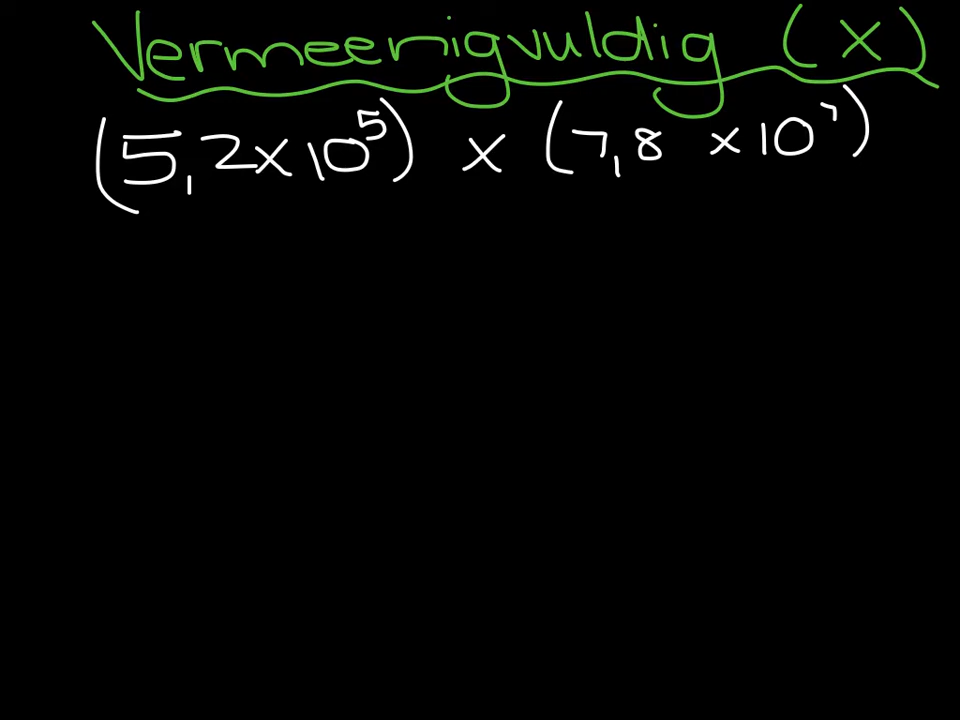 Vermeenigvuldig (x)
(5,2x10⁵) x (7,8 x10⁷)